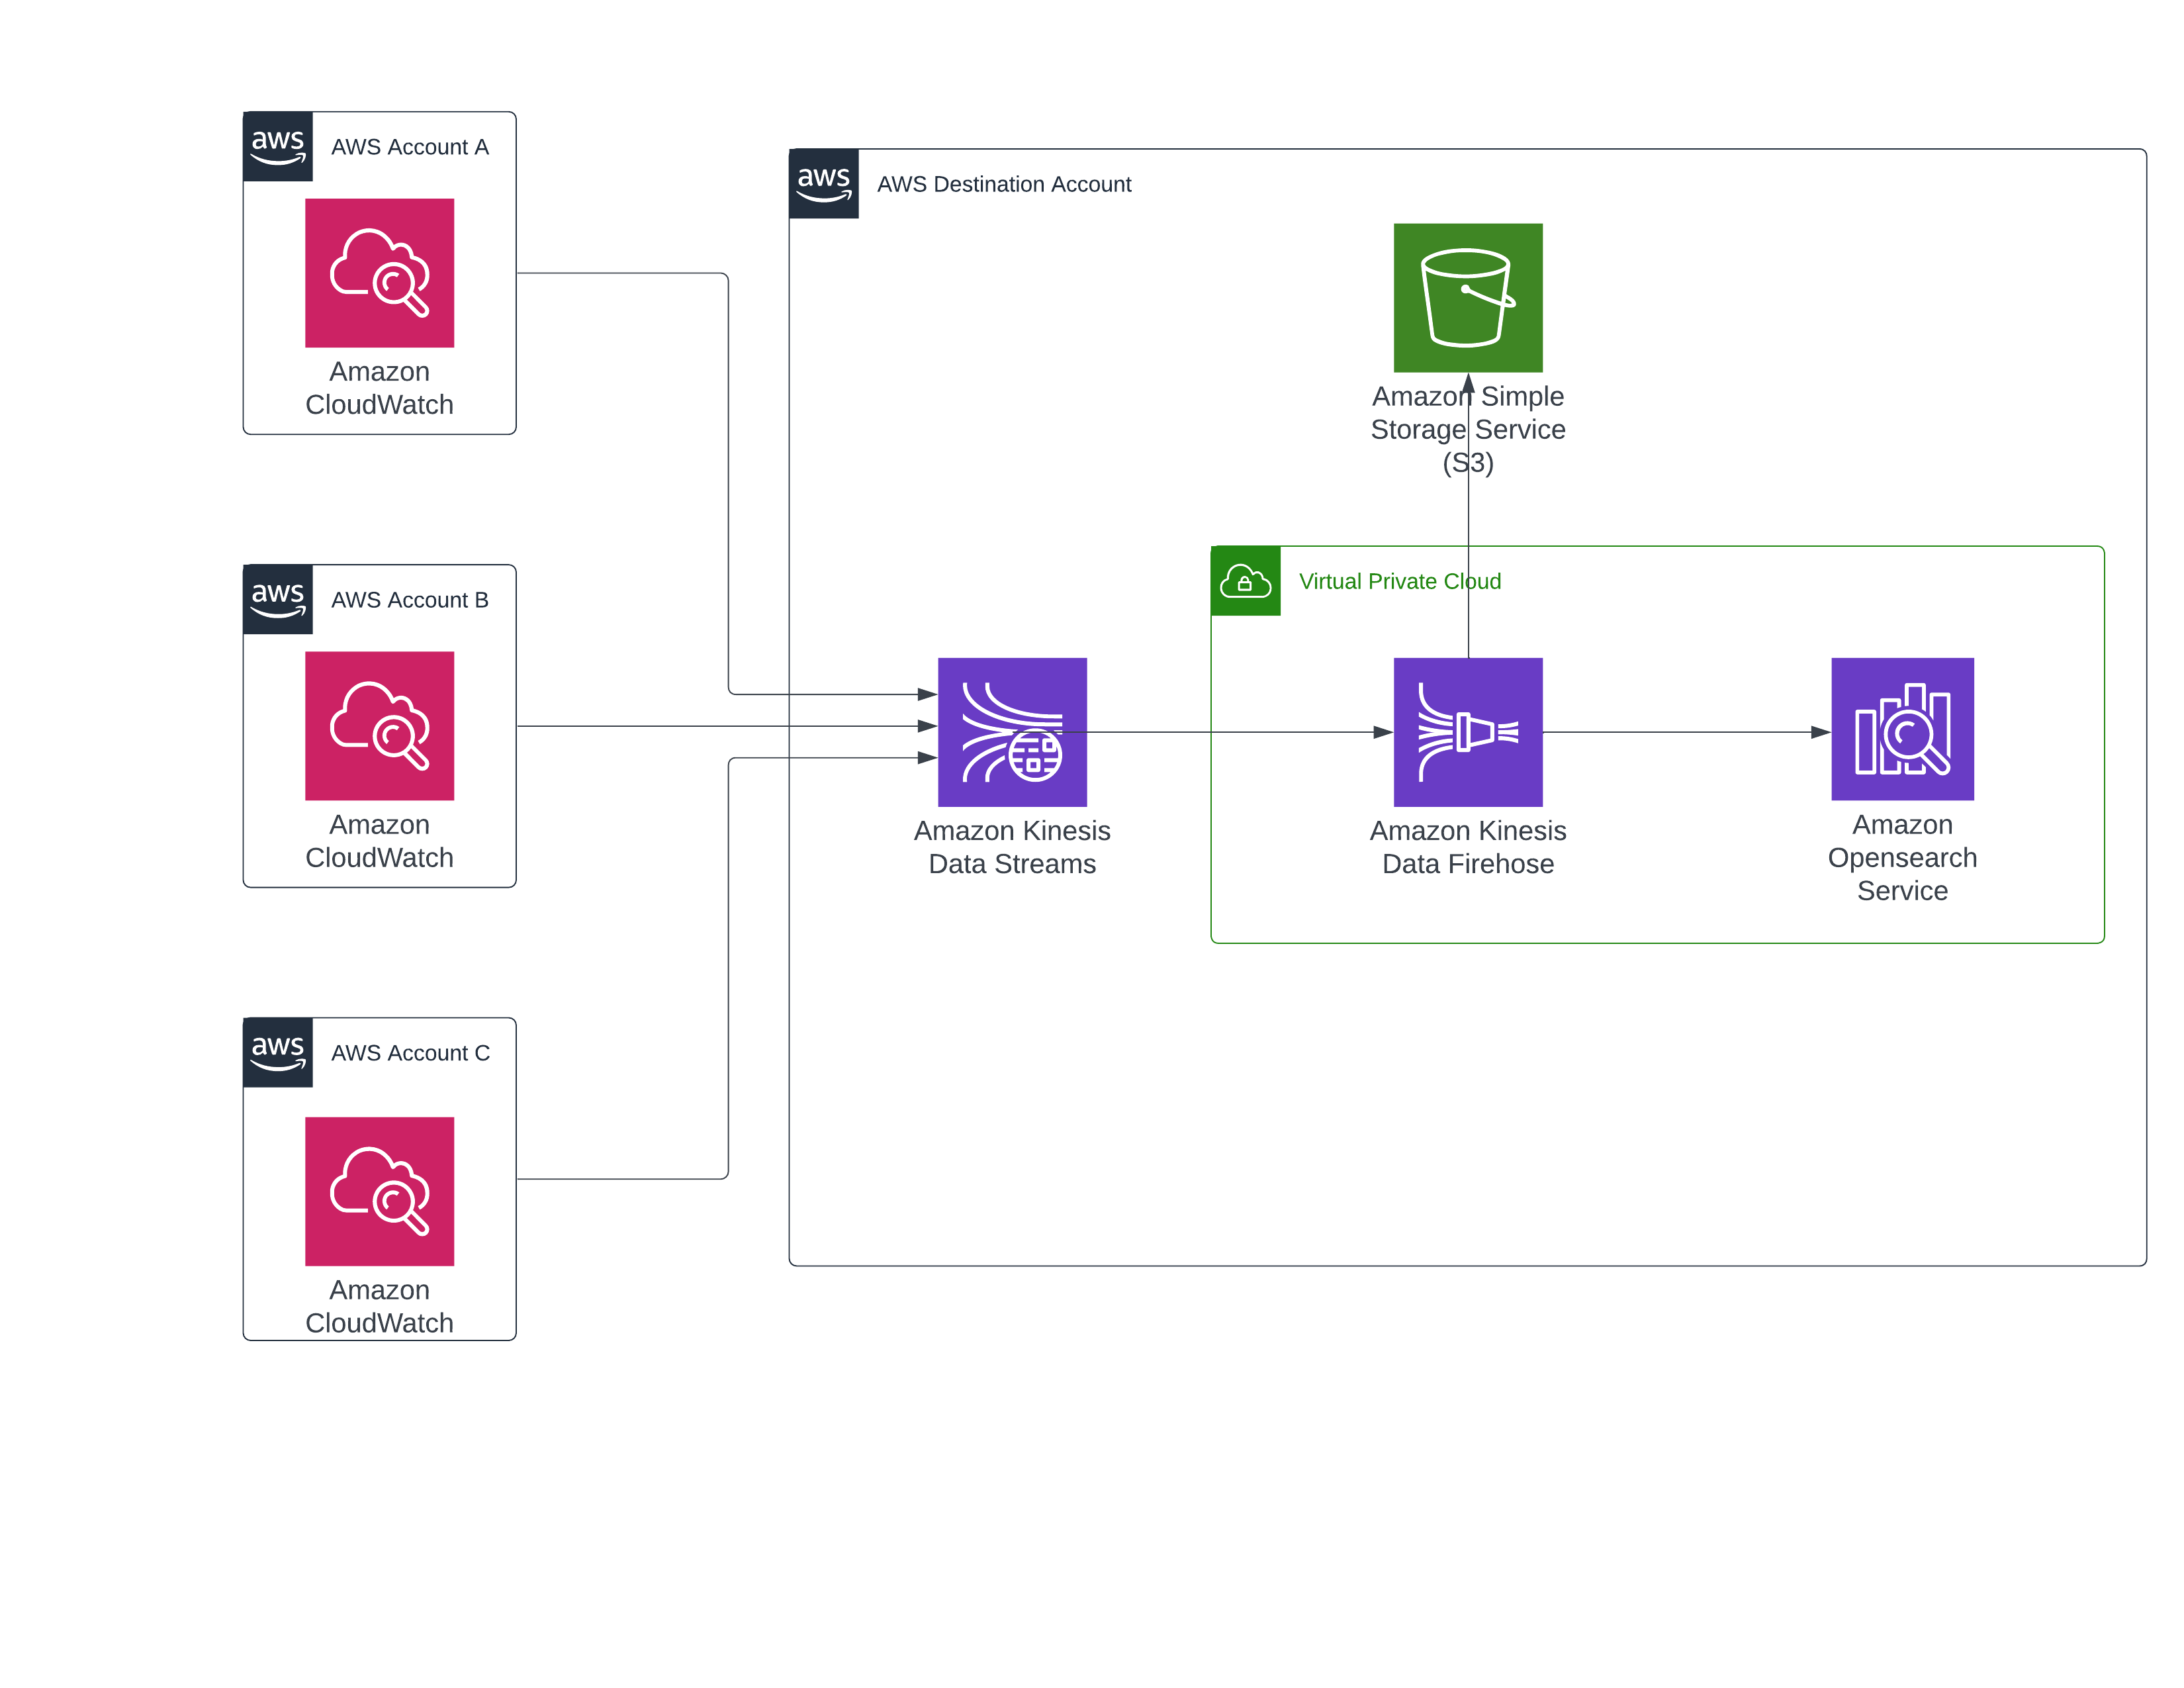 aws
AWS Account A
Amazon
CloudWatch
aws
AWS Destination Account
Amazon Simple
Storage Service
(S3)
aws
AWS Account B
Amazon
CloudWatch
Virtual Private Cloud
Amazon Kinesis
Data Streams
Amazon Kinesis
Data Firehose
Amazon
Opensearch
Service
aws
AWS Account C
Amazon
CloudWatch